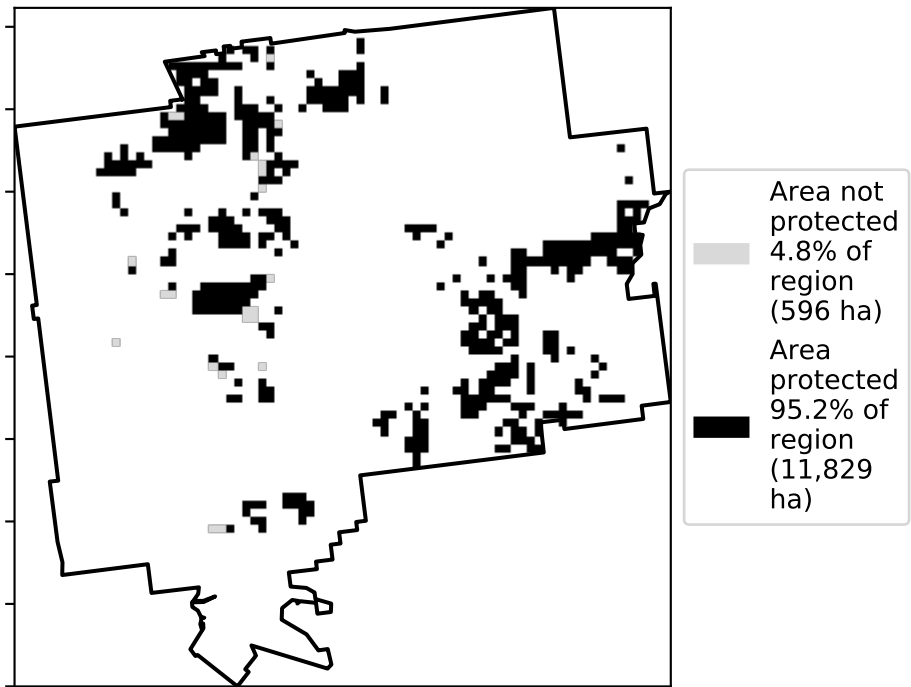 Area not
protected
4.8% of
region
(596 ha)
Area
protected
95.2% of
region
(11,829
ha)